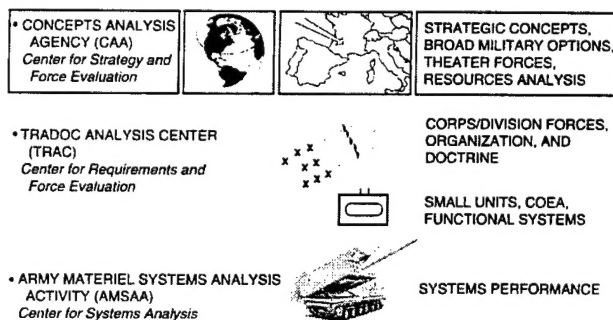 • CONCEPTS ANALYSIS
AGENCY (CAA)
Center for Strategy and
Force Evaluation
STRATEGIC CONCEPTS,
BROAD MILITARY OPTIONS,
THEATER FORCES,
RESOURCES ANALYSIS
• TRADOC ANALYSIS CENTER
(TRAC)
Center for Requirements and
Force Evaluation
x x
x x x
x x x
x
CORPS/DIVISION FORCES,
ORGANIZATION, AND
DOCTRINE
SMALL UNITS, COEA,
FUNCTIONAL SYSTEMS
• ARMY MATERIEL SYSTEMS ANALYSIS
ACTIVITY (AMSAA)
Center for Systems Analysis
SYSTEMS PERFORMANCE